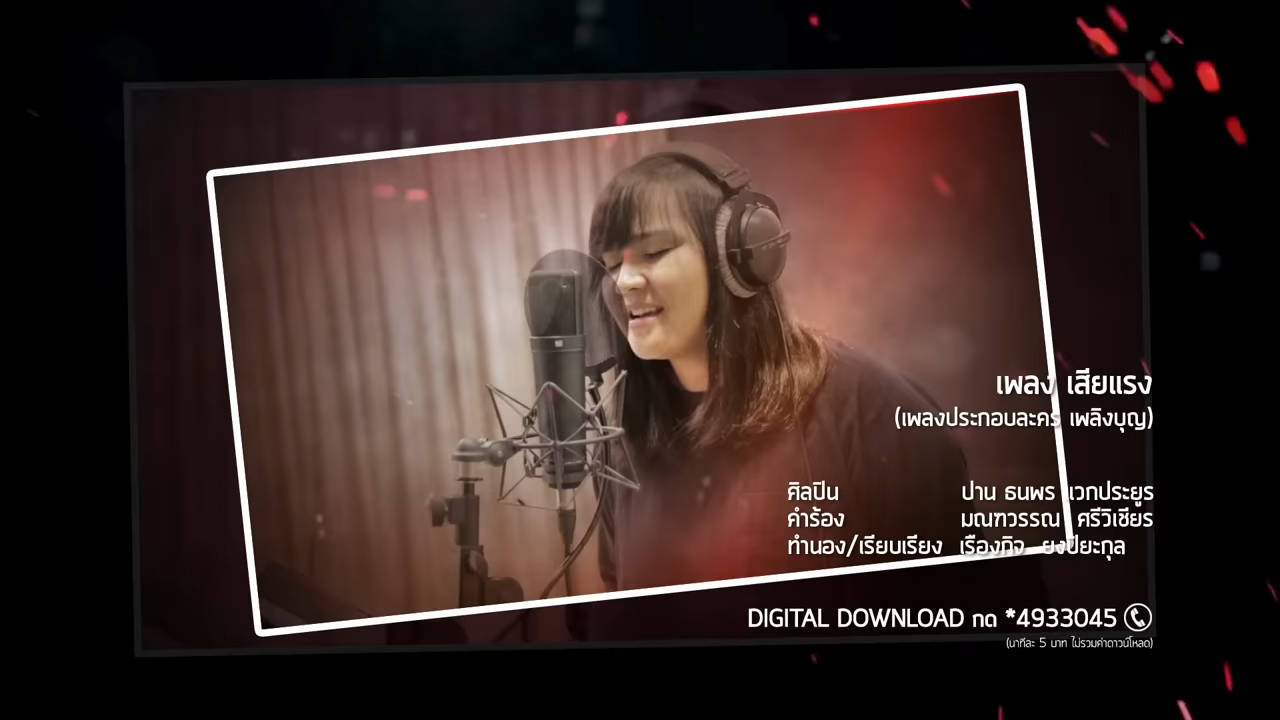 เพลง เสียแรง
(เพลงประกอบละคร เพลิงบุญ)
ศิลปิน ปาน ธนพร แวกประยูร
คำร้อง มณฑวรรณ ศรีวิเชียร
ทำนอง/เรียบเรียง เรืองกิจ ยงปิยะกุล
DIGITAL DOWNLOAD กด *4933045
(นาทีละ 5 บาท ไม่รวมค่าดาวน์โหลด)